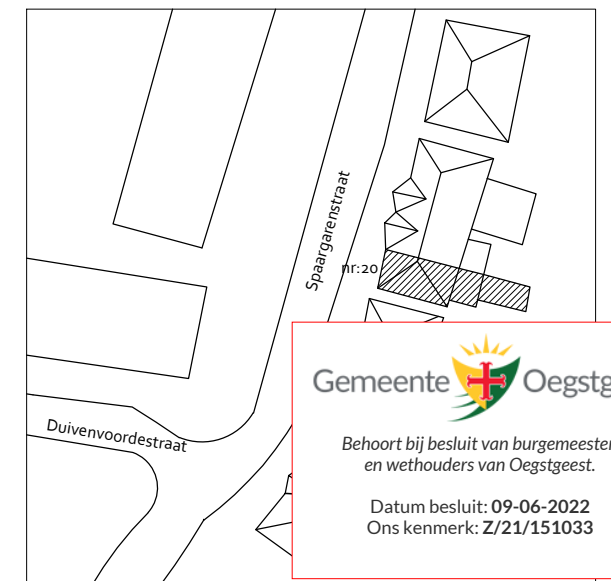 Spaargarenstraat
nr:20
Duivenvoordestraat
Gemeente Oegstg
Behoort bij besluit van burgemeester
en wethouders van Oegstgeest.
Datum besluit: 09-06-2022
Ons kenmerk: Z/21/151033